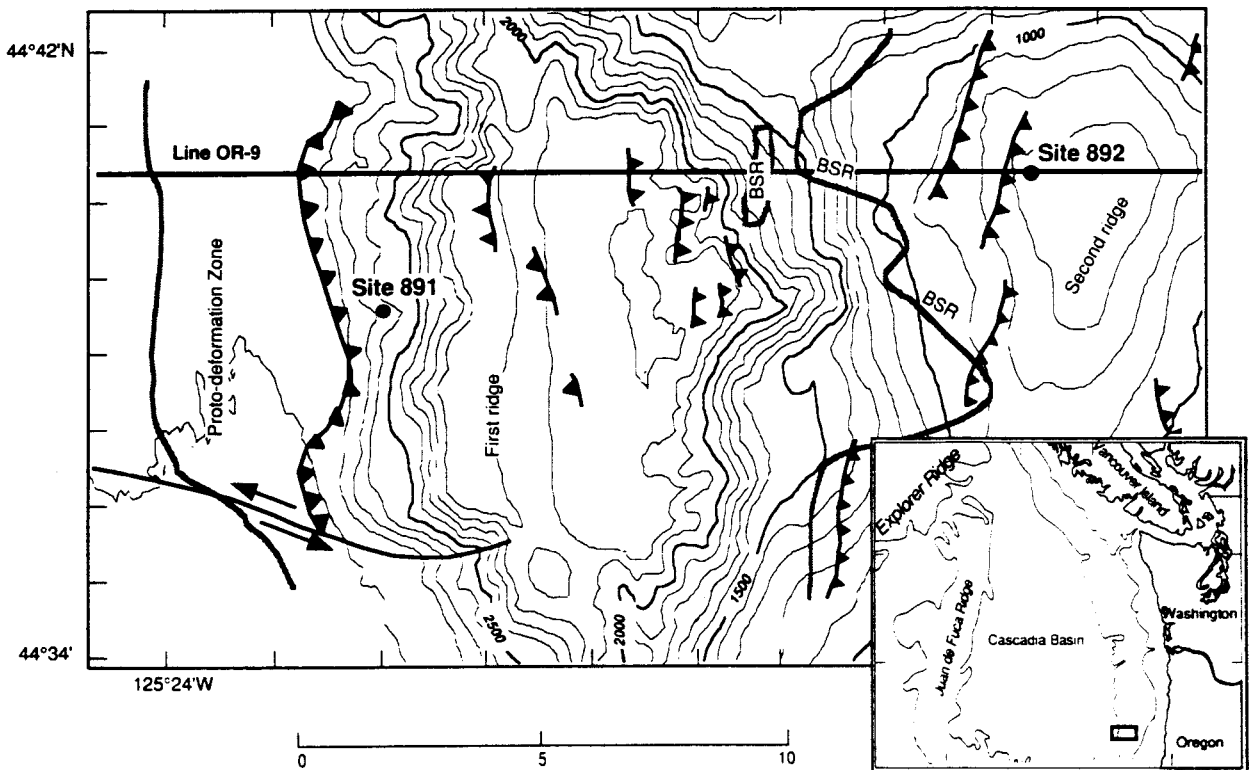 2000
1000
44°42'N
Line OR-9
BSR
BSR
Site 892
Proto-deformation Zone
Site 891
First ridge
Second ridge
BSR
2500
2000
1500
44°34'
125°24'W
0
5
10
Explorer Ridge
Vancouver Island
Juan de Fuca Ridge
Cascadia Basin
Washington
Oregon